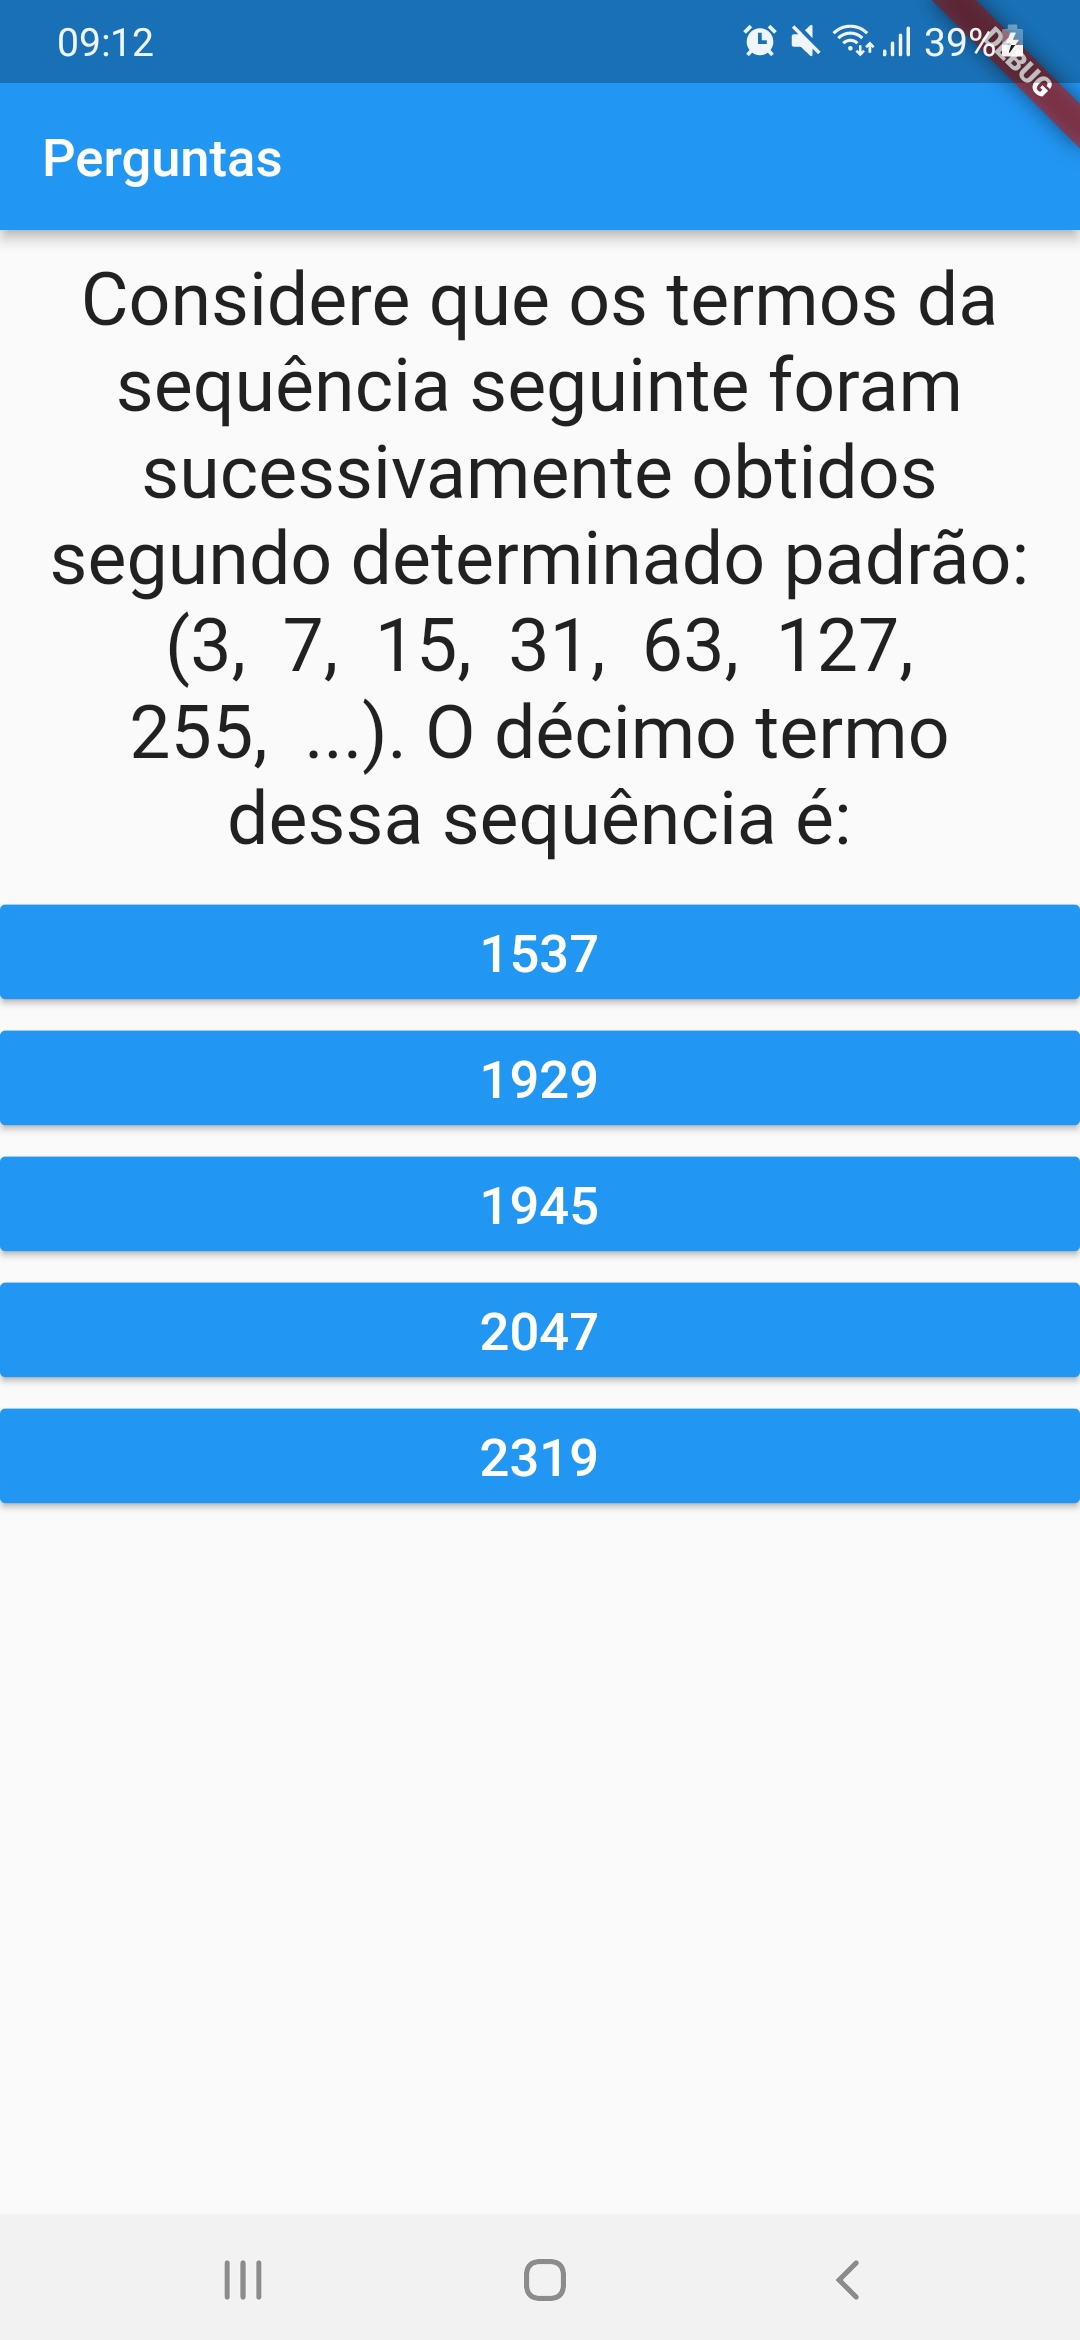 09:12
39%
DEBUG
Perguntas
Considere que os termos da
sequência seguinte foram
sucessivamente obtidos
segundo determinado padrão:
(3, 7, 15, 31, 63, 127,
255, ...). O décimo termo
dessa sequência é:
1537
1929
1945
2047
2319